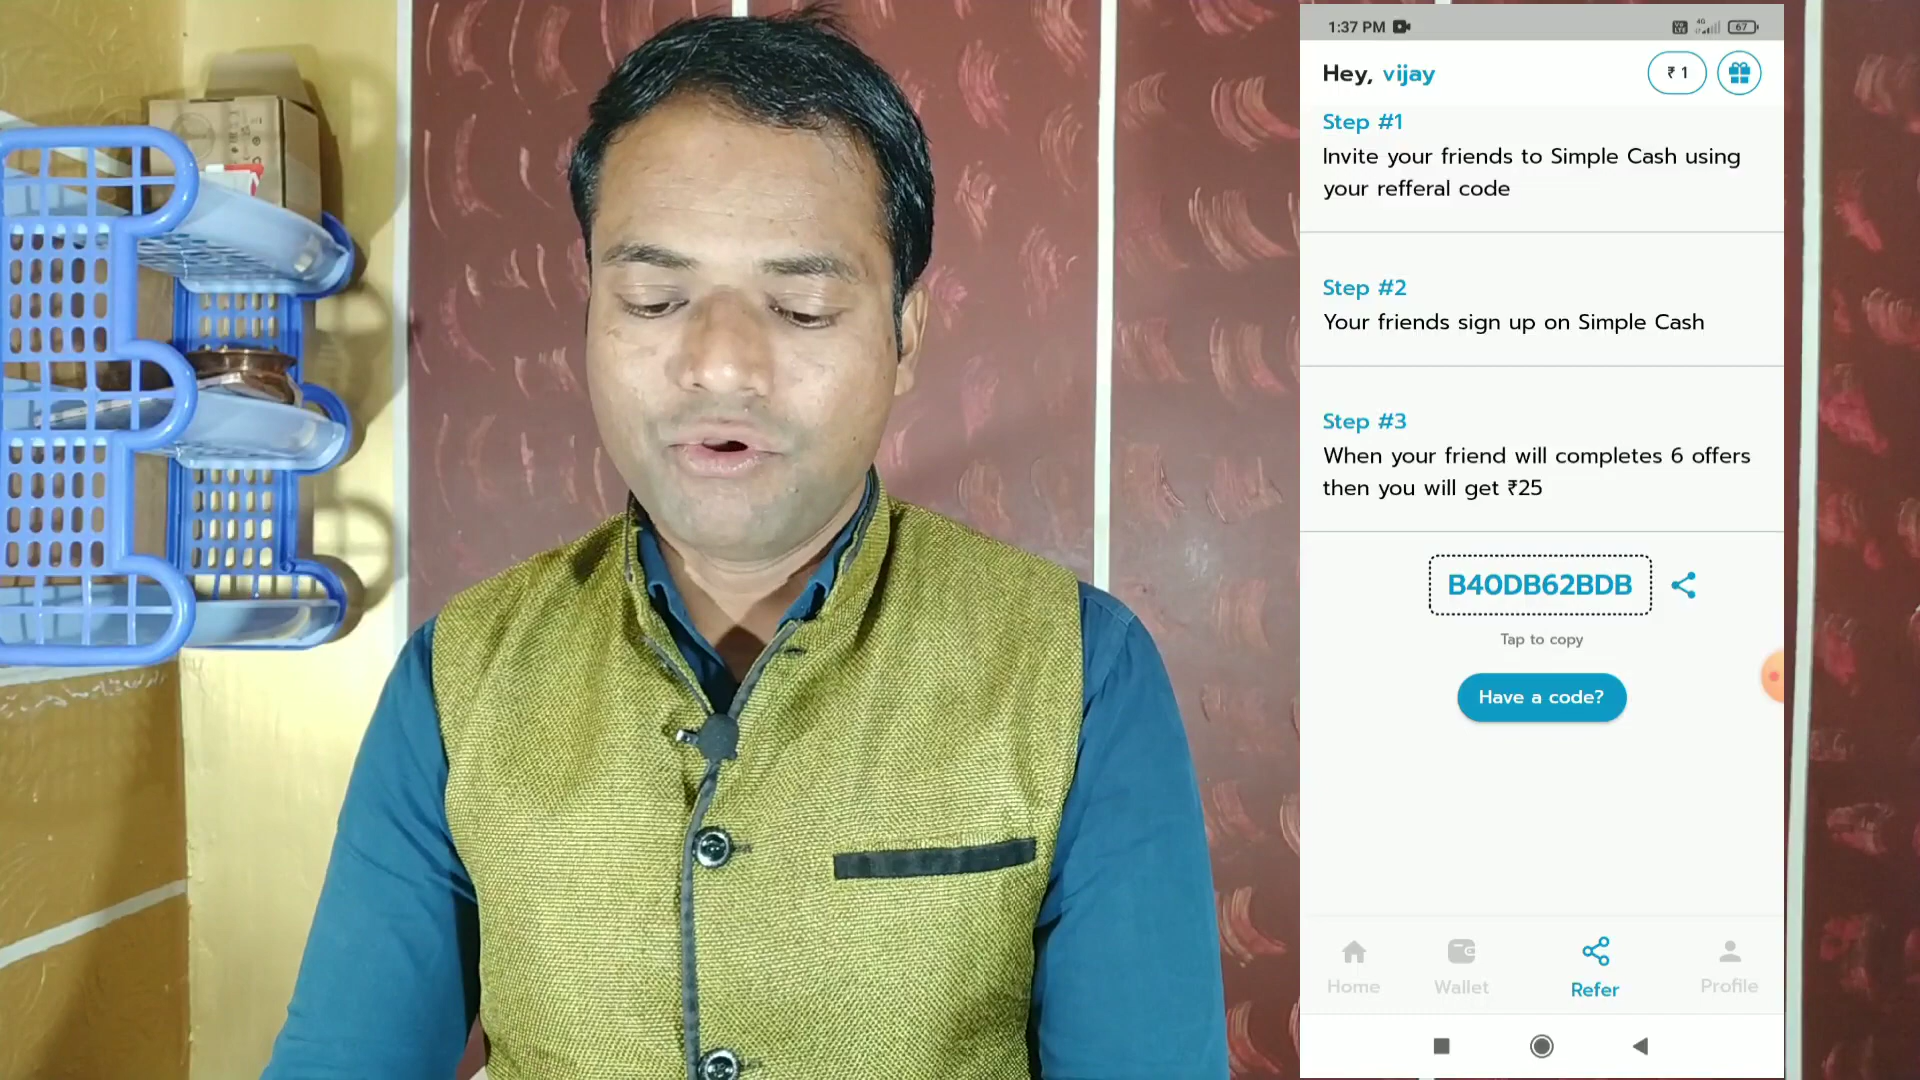 1:37 PM
4G
67
Hey, vijay
₹ 1
Step #1
Invite your friends to Simple Cash using
your refferal code
Step #2
Your friends sign up on Simple Cash
Step #3
When your friend will completes 6 offers
then you will get ₹25
B40DB62BDB
Tap to copy
Have a code?
Home
Wallet
Refer
Profile